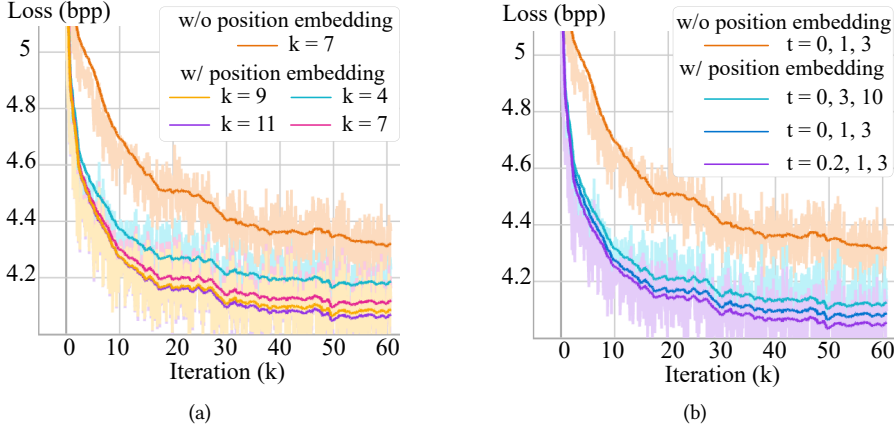 Loss (bpp)
w/o position embedding
k = 7
w/ position embedding
k = 9 k = 4
k = 11 k = 7
5
4.8
4.6
4.4
4.2
0 10 20 30 40 50 60
Iteration (k)
(a)
Loss (bpp)
w/o position embedding
t = 0, 1, 3
w/ position embedding
t = 0, 3, 10
t = 0, 1, 3
t = 0.2, 1, 3
5
4.8
4.6
4.4
4.2
0 10 20 30 40 50 60
Iteration (k)
(b)